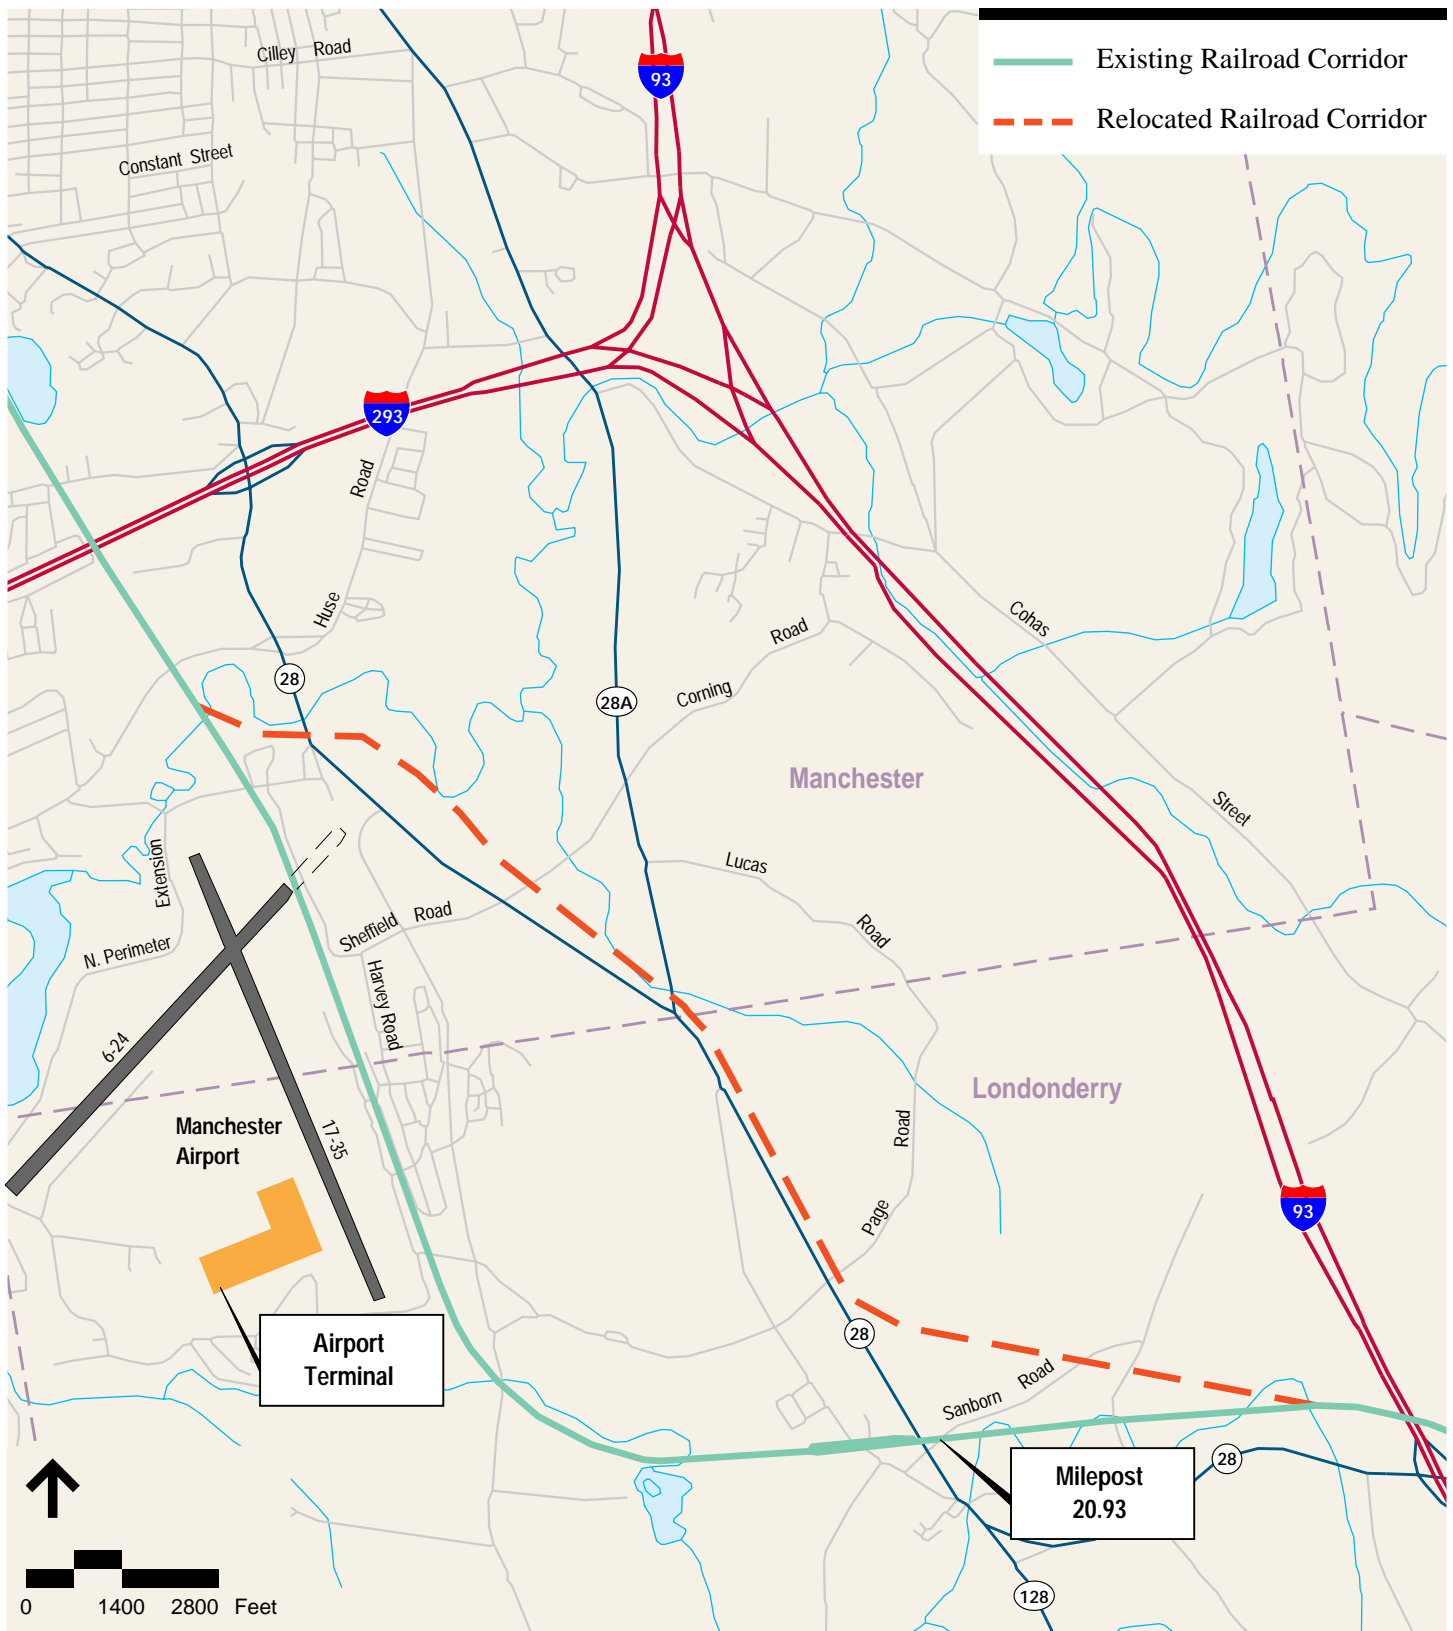 Existing Railroad Corridor
Relocated Railroad Corridor
Cilley Road
93
Constant Street
293
Road
Huse
Cohas
Road
28
Corning
28A
Manchester
Street
Lucas
Extension
Sheffield Road
Road
N. Perimeter
Harvey Road
6-24
Londonderry
Manchester
Airport
17-35
Road
Page
93
Airport
Terminal
28
Sanborn Road
Milepost
20.93
28
128
0 1400 2800 Feet